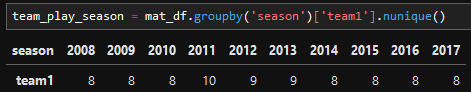 team_play_season = mat_df.groupby('season')['team1'].nunique()
season 2008 2009 2010 2011 2012 2013 2014 2015 2016 2017
team1 8 8 8 10 9 9 8 8 8 8